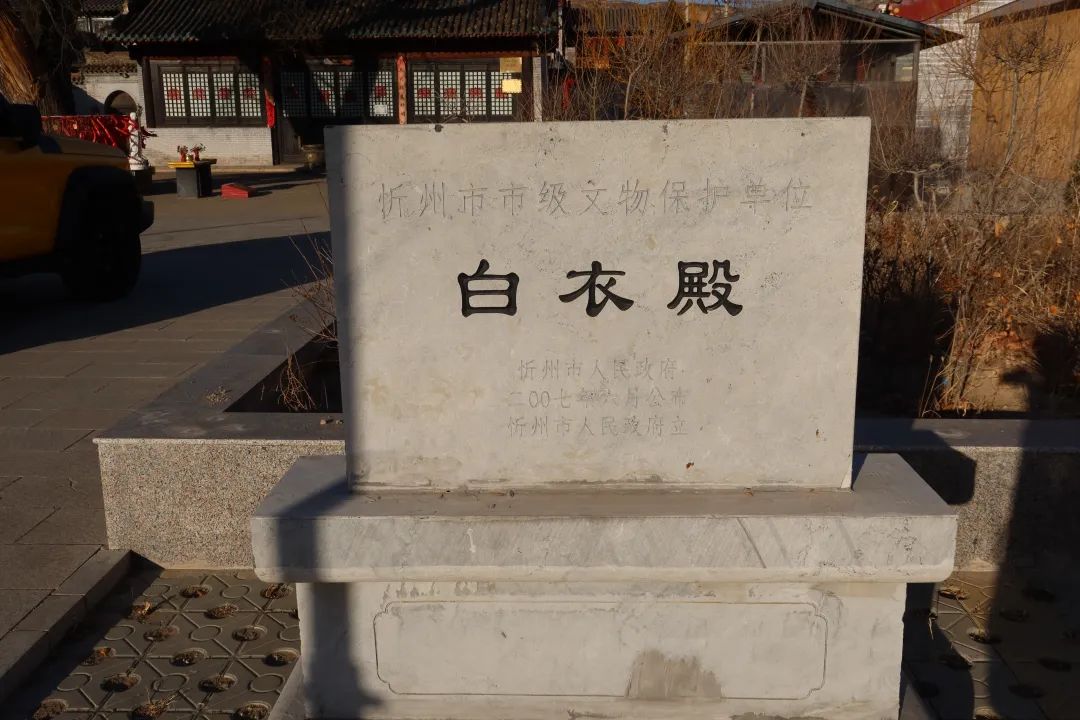 忻州市市级文物保护单位
白衣殿
忻州市人民政府
二00七年六月公布
忻州市人民政府立